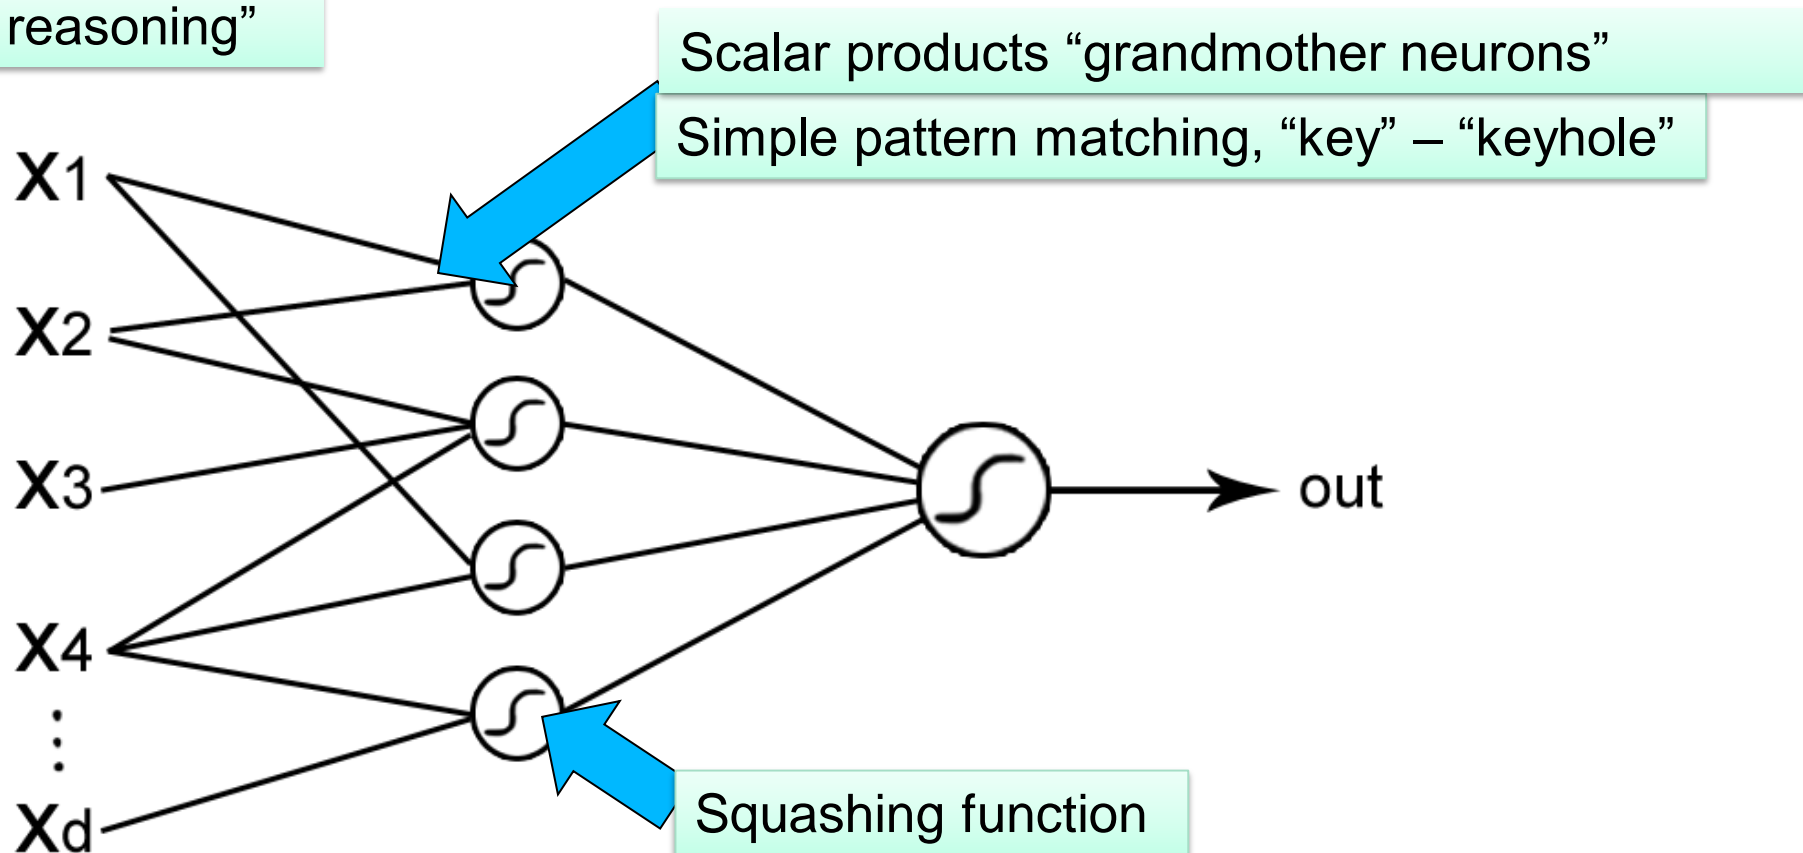 reasoning”
Scalar products “grandmother neurons”
Simple pattern matching, “key” – “keyhole”
X1
X2
X3
out
X4
⋮
Xd
Squashing function